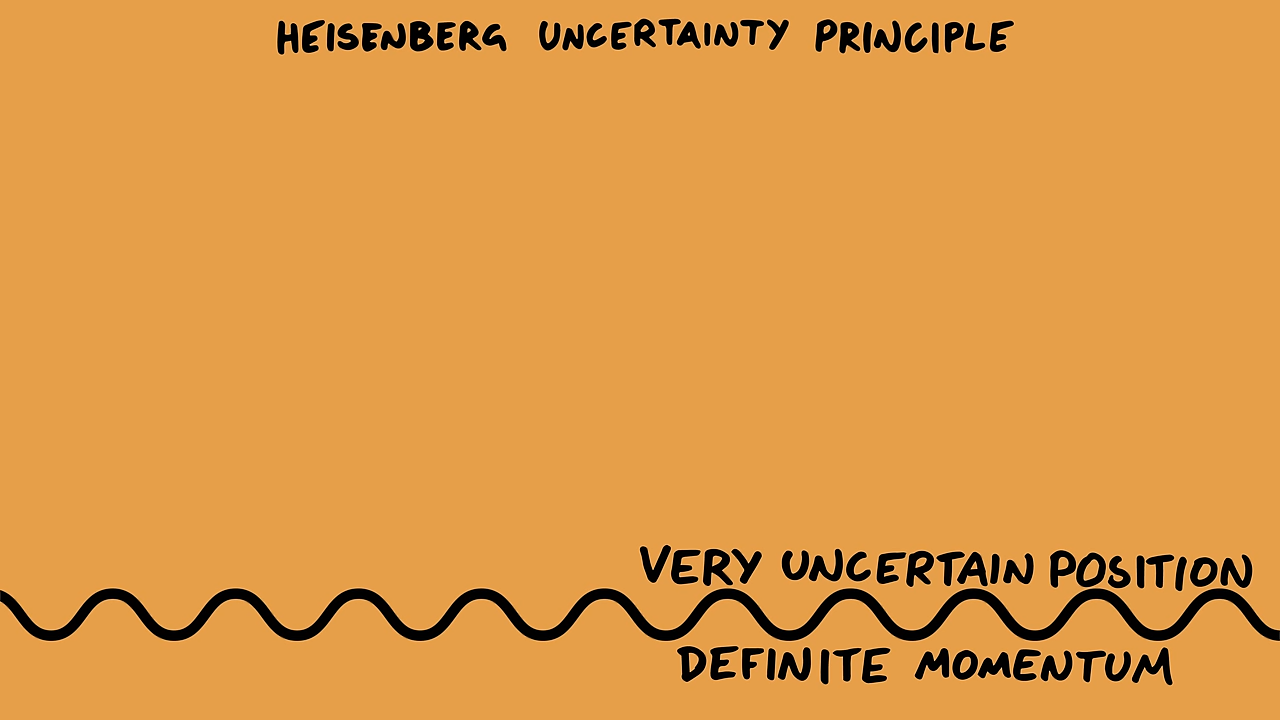 HEISENBERG UNCERTAINTY PRINCIPLE
VERY UNCERTAIN POSITION
DEFINITE MOMENTUM